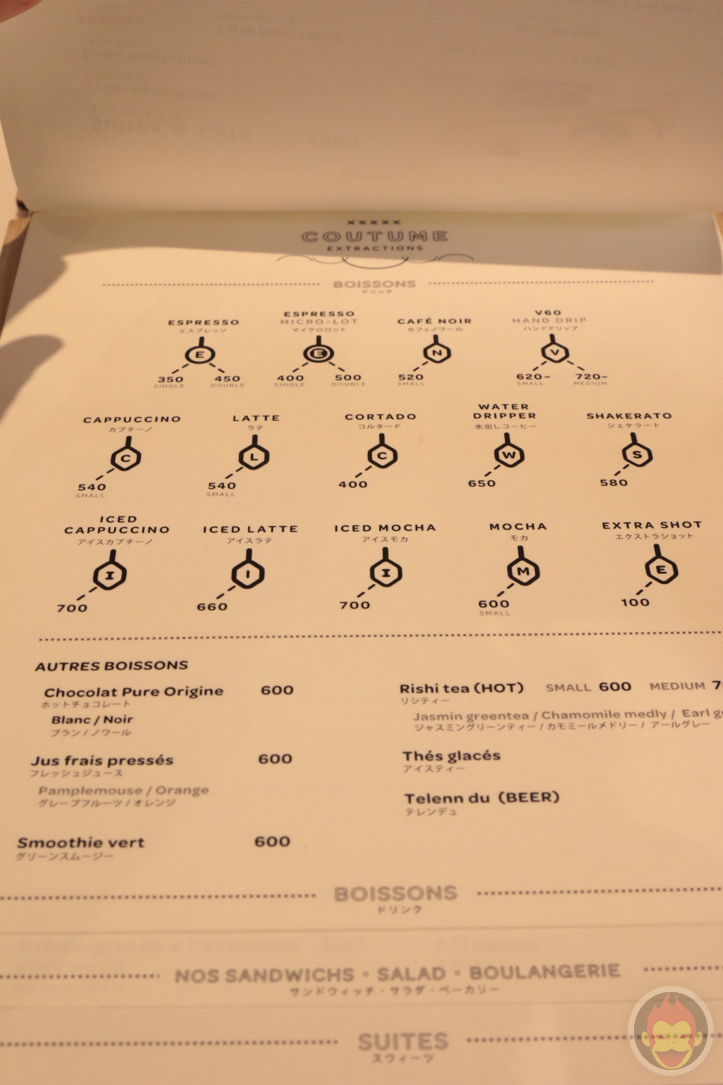 ×××××
COUTUME
EXTRACTIONS
BOISSONS
ドリンク
ESPRESSO
エスプレッソ
E
350 450
SINGLE DOUBLE
ESPRESSO
MICRO-LOT
マイクロロット
E
400 500
SINGLE DOUBLE
CAFÉ NOIR
カフェノワール
N
520
SMALL
V60
HAND DRIP
ハンドドリップ
V
620- 720-
SMALL MEDIUM
CAPPUCCINO
カプチーノ
C
540
SMALL
LATTE
ラテ
L
540
SMALL
CORTADO
コルタード
C
400
WATER
DRIPPER
水出しコーヒー
W
650
SHAKERATO
シェケラート
S
580
ICED
CAPPUCCINO
アイスカプチーノ
I
700
ICED LATTE
アイスラテ
I
660
ICED MOCHA
アイスモカ
I
700
MOCHA
モカ
M
600
SMALL
EXTRA SHOT
エクストラショット
E
100
AUTRES BOISSONS
Chocolat Pure Origine 600
ホットチョコレート
Blanc / Noir
ブラン / ノワール
Jus frais pressés 600
フレッシュジュース
Pamplemouse / Orange
グレープフルーツ / オレンジ
Smoothie vert 600
グリーンスムージー
Rishi tea (HOT) SMALL 600 MEDIUM 7
リシティー
Jasmin greentea / Chamomile medly / Earl g
ジャスミングリーンティー / カモミールメドリー / アールグレー
Thés glacés
アイスティー
Telenn du (BEER)
テレンデュ
BOISSONS
ドリンク
NOS SANDWICHS • SALAD • BOULANGERIE
サンドウィッチ・サラダ・ベーカリー
SUITES
スウィーツ